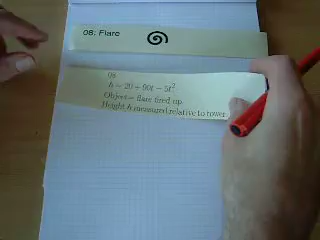 08: Flare
08
h = 20 + 90t − 5t²
Object = flare fired up.
Height h measured relative to tower.